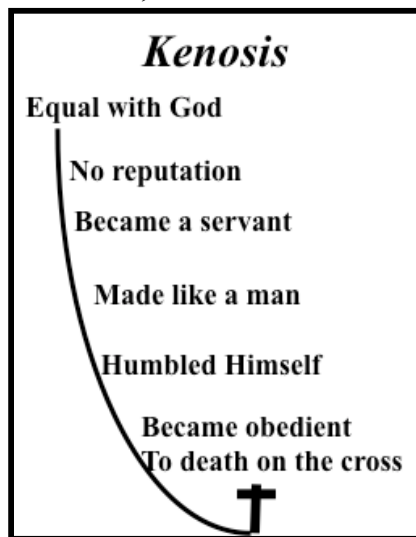 Kenosis
Equal with God
No reputation
Became a servant
Made like a man
Humbled Himself
Became obedient
To death on the cross